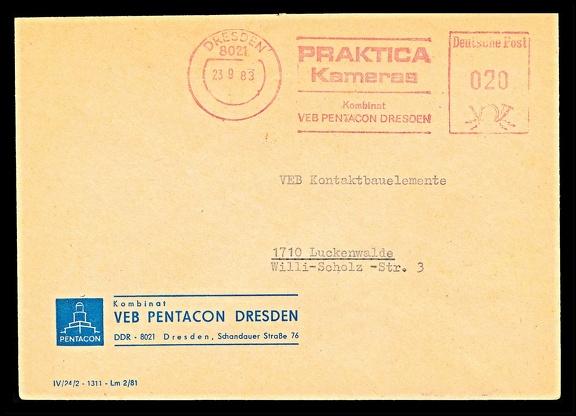 DRESDEN
8021
23 9 83
PRAKTICA
Kameras
Kombinat
VEB PENTACON DRESDEN
Deutsche Post
020
VEB Kontaktbauelemente
1710 Luckenwalde
Willi-Scholz -Str. 3
PENTACON
Kombinat
VEB PENTACON DRESDEN
DDR - 8021 Dresden, Schandauer Straße 76
IV/24/2 - 1311 - Lm 2/81